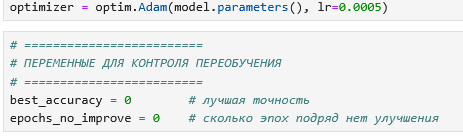 optimizer = optim.Adam(model.parameters(), lr=0.0005)
# ========================
# ПЕРЕМЕННЫЕ ДЛЯ КОНТРОЛЯ ПЕРЕОБУЧЕНИЯ
# ========================
best_accuracy = 0 # лучшая точность
epochs_no_improve = 0 # сколько эпох подряд нет улучшения